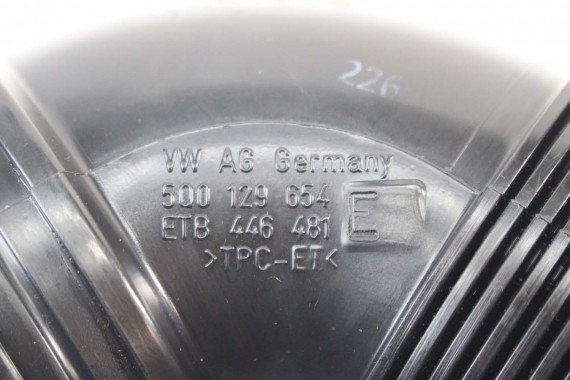 226
VW AG Germany
5Q0 129 654 E
ETB 446 481
>TPC-ET<